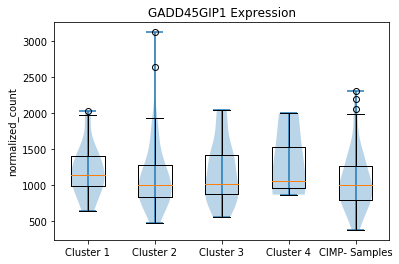 GADD45GIP1 Expression
normalized_count
3000
2500
2000
1500
1000
500
Cluster 1 Cluster 2 Cluster 3 Cluster 4 CIMP- Samples